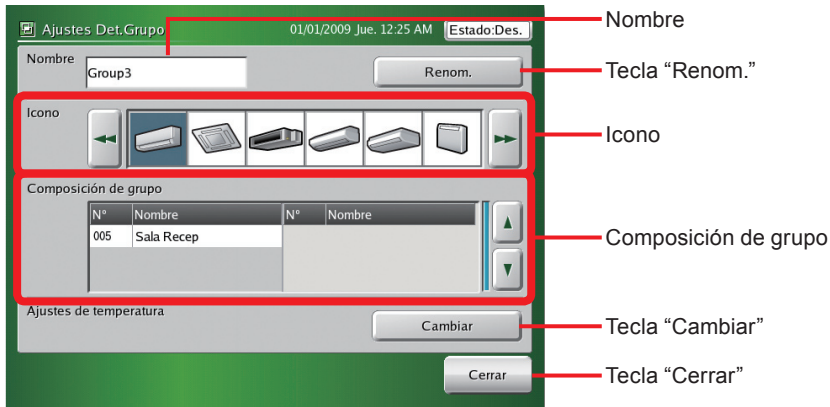 Ajustes Det.Grupo 01/01/2009 Jue. 12:25 AM Estado:Des.
Nombre
Group3
Renom.
Icono
Composición de grupo
N° Nombre N° Nombre
005 Sala Recep
Ajustes de temperatura
Cambiar
Cerrar
Nombre
Tecla “Renom.”
Icono
Composición de grupo
Tecla “Cambiar”
Tecla “Cerrar”